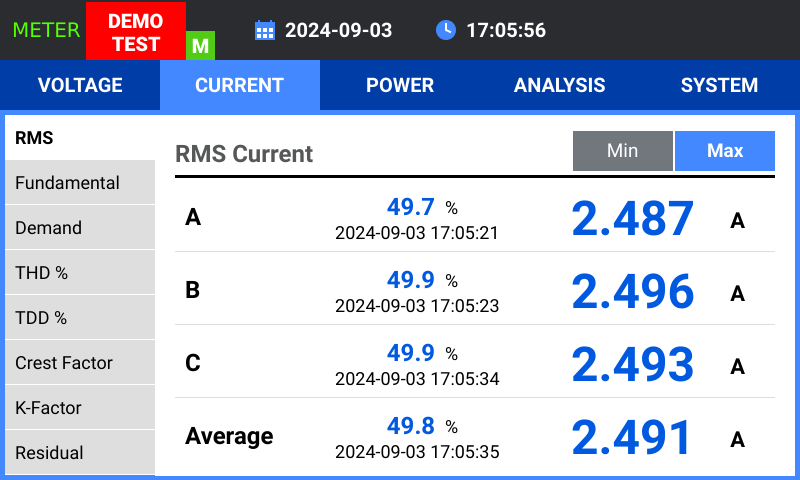 METER
DEMO
TEST
M
2024-09-03
17:05:56
VOLTAGE
CURRENT
POWER
ANALYSIS
SYSTEM
RMS
Fundamental
Demand
THD %
TDD %
Crest Factor
K-Factor
Residual
RMS Current
Min
Max
A
49.7 %
2024-09-03 17:05:21
2.487 A
B
49.9 %
2024-09-03 17:05:23
2.496 A
C
49.9 %
2024-09-03 17:05:34
2.493 A
Average
49.8 %
2024-09-03 17:05:35
2.491 A